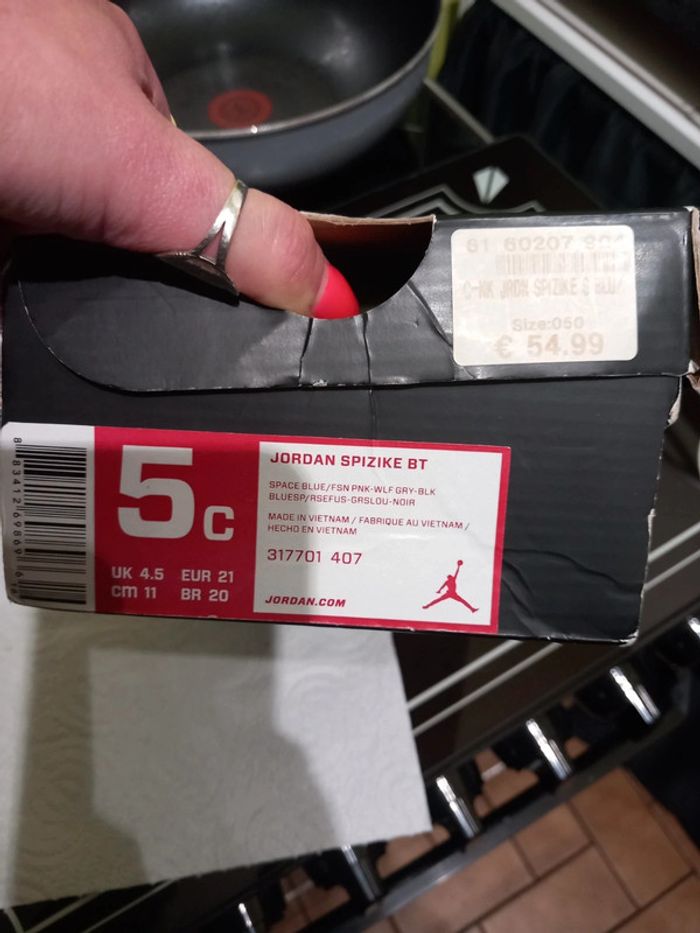 61 60207 904
C-NK JRDN SPIZIKE S BLU/
Size:050
€ 54.99
5c
UK 4.5 EUR 21
cm 11 BR 20
JORDAN SPIZIKE BT
SPACE BLUE/FSN PNK-WLF GRY-BLK
BLUESP/RSEFUS-GRSLOU-NOIR
MADE IN VIETNAM / FABRIQUE AU VIETNAM /
HECHO EN VIETNAM
317701 407
JORDAN.COM